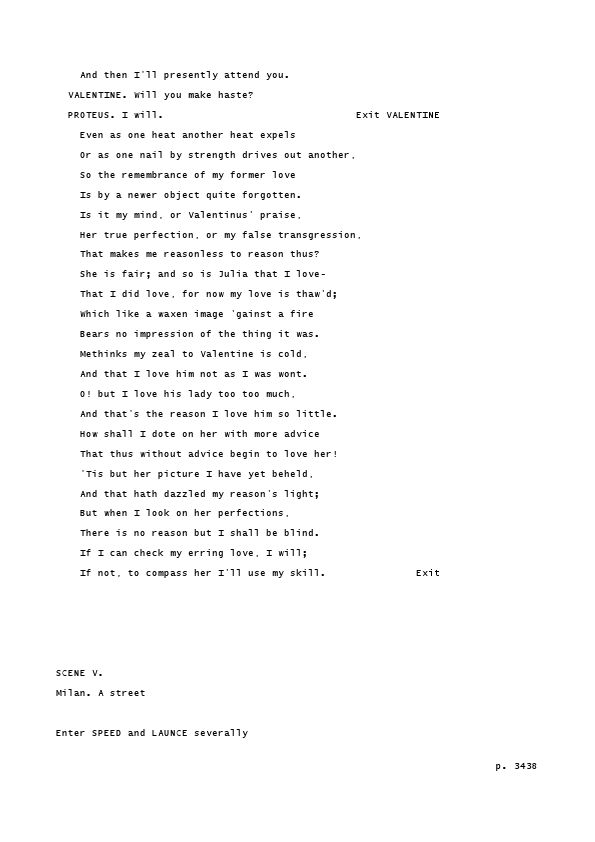 And then I'll presently attend you.
VALENTINE. Will you make haste?
PROTEUS. I will. Exit VALENTINE
Even as one heat another heat expels
Or as one nail by strength drives out another,
So the remembrance of my former love
Is by a newer object quite forgotten.
Is it my mind, or Valentinus' praise,
Her true perfection, or my false transgression,
That makes me reasonless to reason thus?
She is fair; and so is Julia that I love-
That I did love, for now my love is thaw'd;
Which like a waxen image 'gainst a fire
Bears no impression of the thing it was.
Methinks my zeal to Valentine is cold,
And that I love him not as I was wont.
O! but I love his lady too too much,
And that's the reason I love him so little.
How shall I dote on her with more advice
That thus without advice begin to love her!
'Tis but her picture I have yet beheld,
And that hath dazzled my reason's light;
But when I look on her perfections,
There is no reason but I shall be blind.
If I can check my erring love, I will;
If not, to compass her I'll use my skill. Exit
SCENE V.
Milan. A street
Enter SPEED and LAUNCE severally
p. 3438